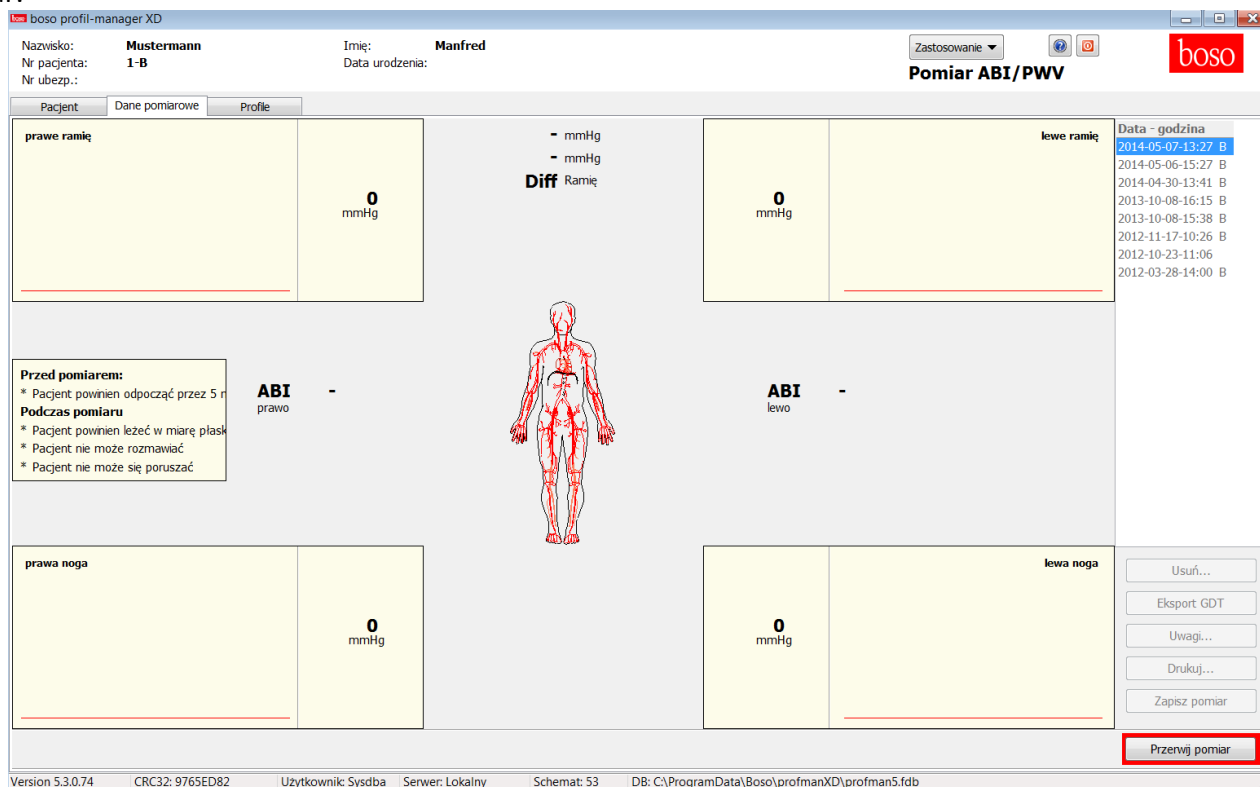 boso boso profil-manager XD
Nazwisko: Mustermann Imię: Manfred
Nr pacjenta: 1-B Data urodzenia:
Nr ubezp.:
Zastosowanie
Pomiar ABI/PWV
boso
Pacjent Dane pomiarowe Profile
prawe ramię
0
mmHg
- mmHg
- mmHg
Diff Ramię
lewe ramię
0
mmHg
Data - godzina
2014-05-07-13:27 B
2014-05-06-15:27 B
2014-04-30-13:41 B
2013-10-08-16:15 B
2013-10-08-15:38 B
2012-11-17-10:26 B
2012-10-23-11:06
2012-03-28-14:00 B
Przed pomiarem:
* Pacjent powinien odpocząć przez 5
Podczas pomiaru
* Pacjent powinien leżeć w miarę płask
* Pacjent nie może rozmawiać
* Pacjent nie może się poruszać
ABI -
prawo
ABI -
lewo
prawa noga
0
mmHg
lewa noga
0
mmHg
Usuń...
Eksport GDT
Uwagi...
Drukuj...
Zapisz pomiar
Przerwij pomiar
Version 5.3.0.74 CRC32: 9765ED82 Użytkownik: Sysdba Serwer: Lokalny Schemat: 53 DB: C:\ProgramData\Boso\profmanXD\profman5.fdb